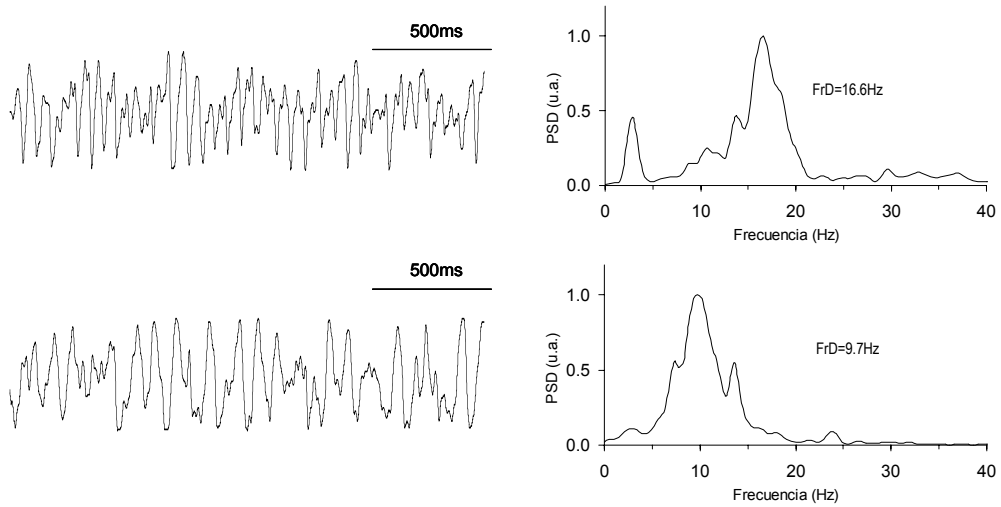 500ms
1.0
0.5
0.0
PSD (u.a.)
FrD=16.6Hz
0 10 20 30 40
Frecuencia (Hz)
500ms
1.0
0.5
0.0
PSD (u.a.)
FrD=9.7Hz
0 10 20 30 40
Frecuencia (Hz)